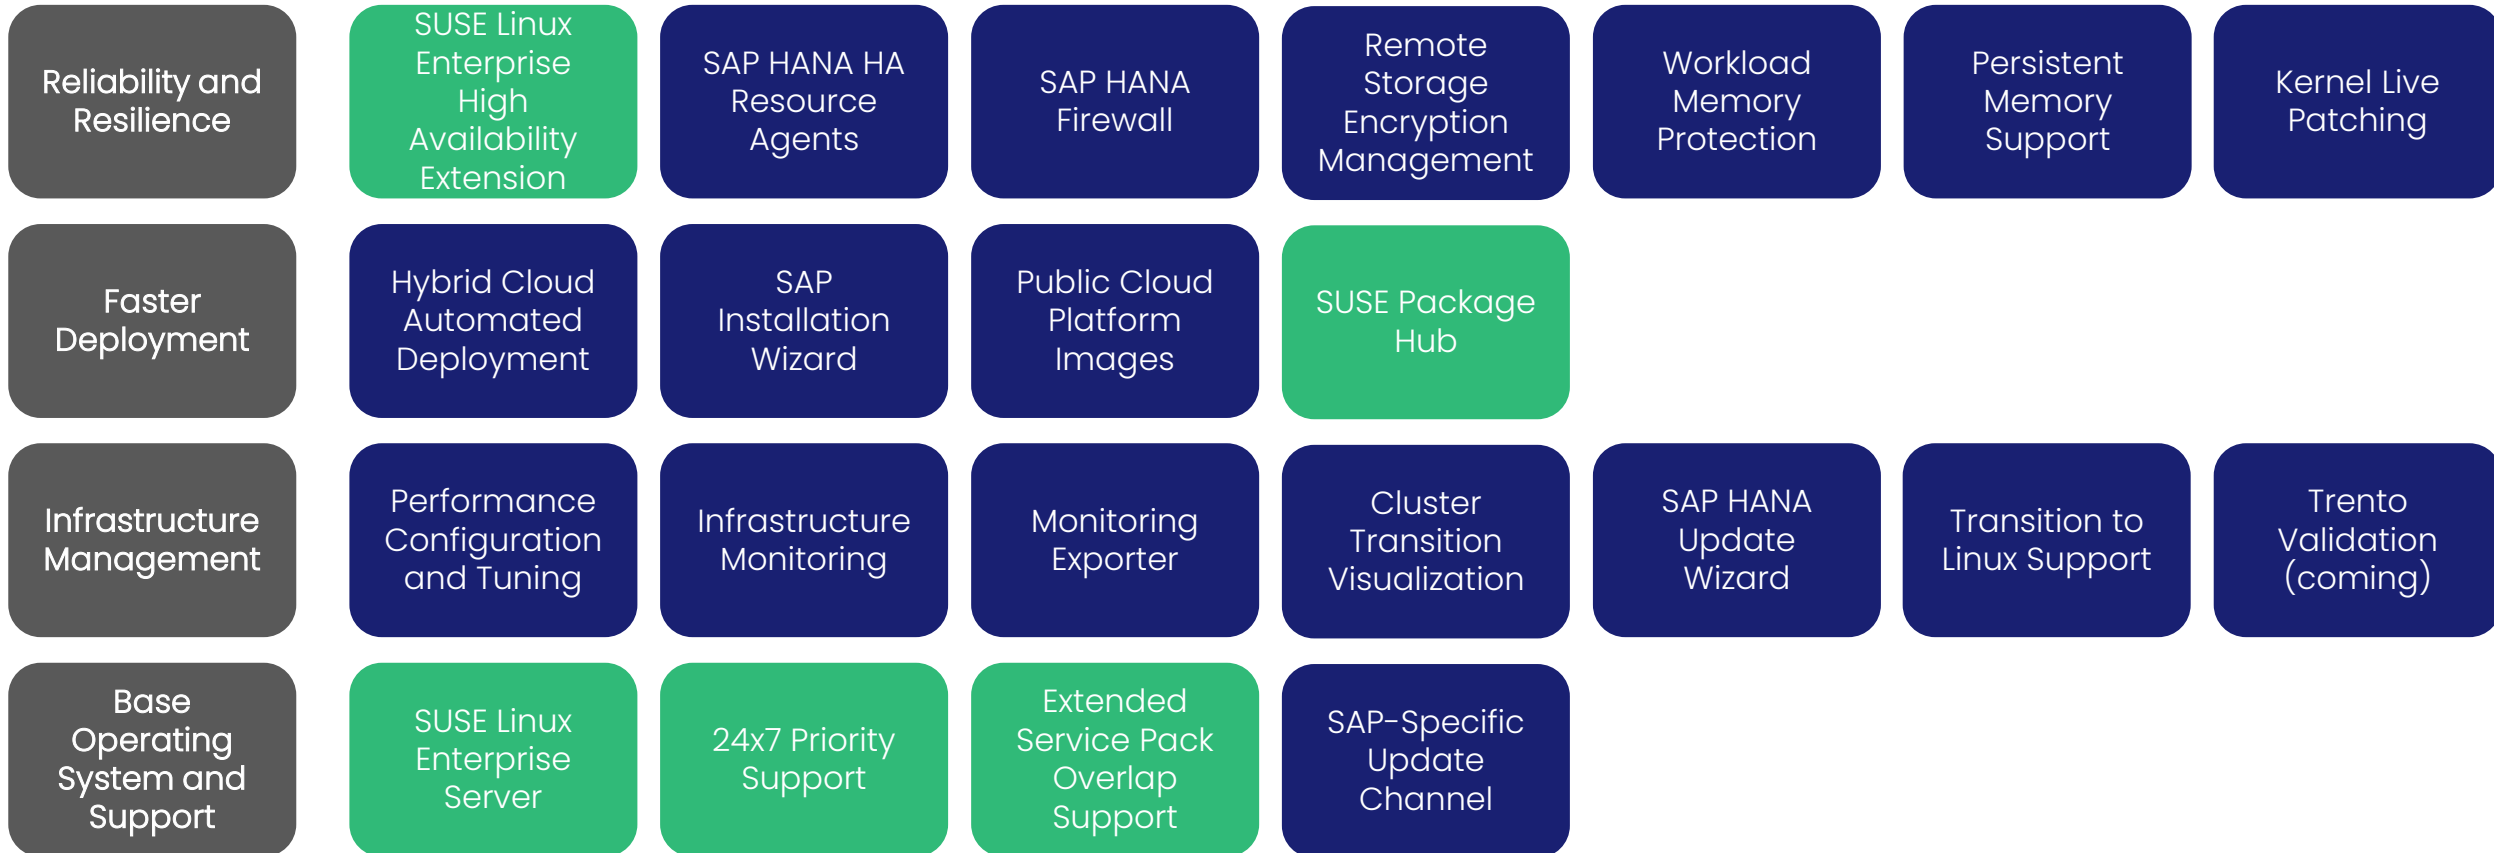 Reliability and
Resilience
SUSE Linux
Enterprise
High
Availability
Extension
SAP HANA HA
Resource
Agents
SAP HANA
Firewall
Remote
Storage
Encryption
Management
Workload
Memory
Protection
Persistent
Memory
Support
Kernel Live
Patching
Faster
Deployment
Hybrid Cloud
Automated
Deployment
SAP
Installation
Wizard
Public Cloud
Platform
Images
SUSE Package
Hub
Infrastructure
Management
Performance
Configuration
and Tuning
Infrastructure
Monitoring
Monitoring
Exporter
Cluster
Transition
Visualization
SAP HANA
Update
Wizard
Transition to
Linux Support
Trento
Validation
(coming)
Base
Operating
System and
Support
SUSE Linux
Enterprise
Server
24x7 Priority
Support
Extended
Service Pack
Overlap
Support
SAP-Specific
Update
Channel